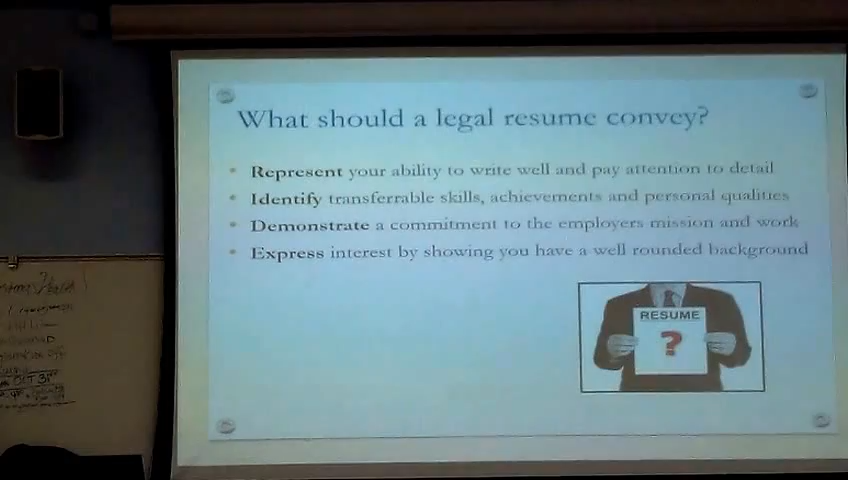 What should a legal resume convey?
• Represent your ability to write well and pay attention to detail
• Identify transferrable skills, achievements and personal qualities
• Demonstrate a commitment to the employers mission and work
• Express interest by showing you have a well rounded background
RESUME
?
OCT 31